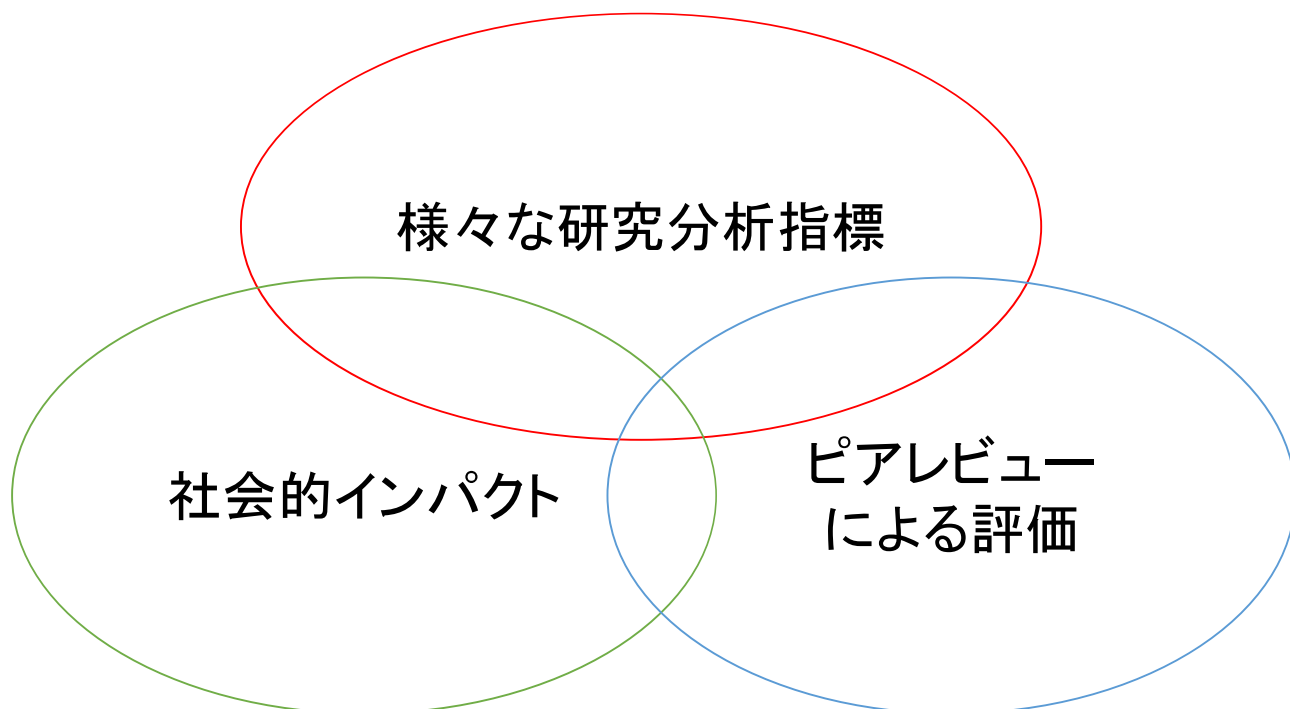 様々な研究分析指標
社会的インパクト
ピアレビュー
による評価